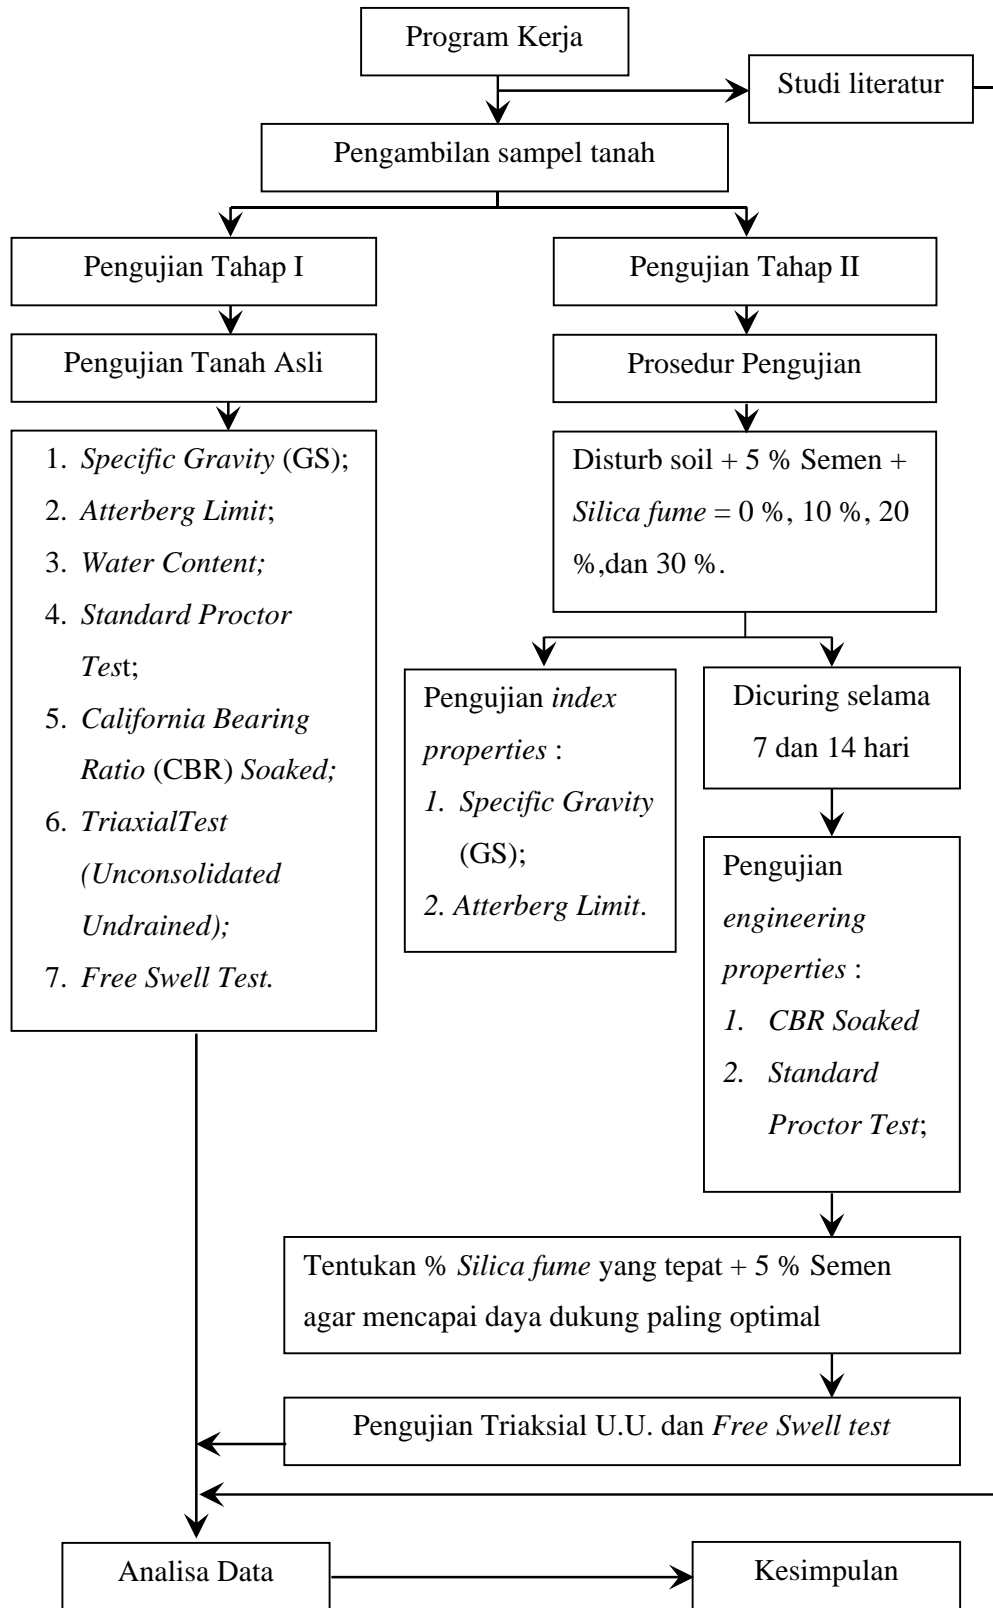 Program Kerja
Studi literatur
Pengambilan sampel tanah
Pengujian Tahap I
Pengujian Tahap II
Pengujian Tanah Asli
Prosedur Pengujian
1. Specific Gravity (GS);
2. Atterberg Limit;
3. Water Content;
4. Standard Proctor
Test;
5. California Bearing
Ratio (CBR) Soaked;
6. TriaxialTest
(Unconsolidated
Undrained);
7. Free Swell Test.
Disturb soil + 5 % Semen +
Silica fume = 0 %, 10 %, 20
%,dan 30 %.
Pengujian index
properties :
1. Specific Gravity
(GS);
2. Atterberg Limit.
Dicuring selama
7 dan 14 hari
Pengujian
engineering
properties :
1. CBR Soaked
2. Standard
Proctor Test;
Tentukan % Silica fume yang tepat + 5 % Semen
agar mencapai daya dukung paling optimal
Pengujian Triaksial U.U. dan Free Swell test
Analisa Data
Kesimpulan